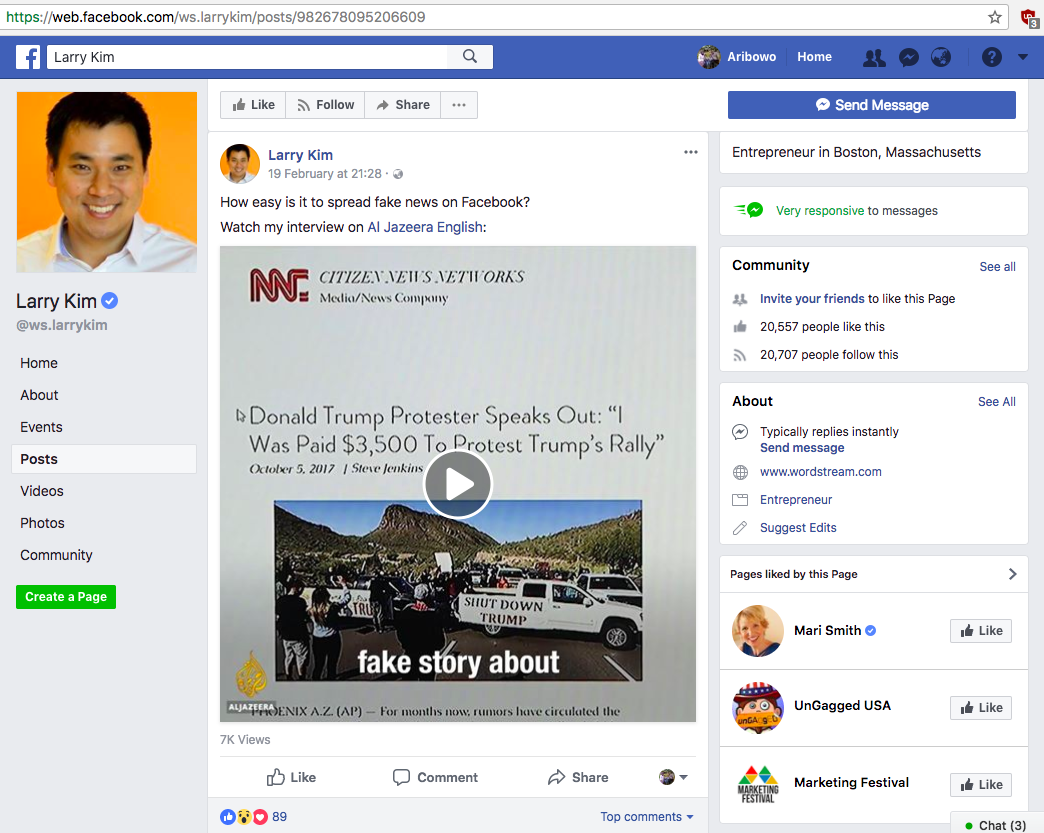 https://web.facebook.com/ws.larrykim/posts/982678095206609
3
Larry Kim
Aribowo
Home
Like
Follow
Share
Send Message
Larry Kim
@ws.larrykim
Home
About
Events
Posts
Videos
Photos
Community
Create a Page
Larry Kim
19 February at 21:28 ·
How easy is it to spread fake news on Facebook?
Watch my interview on Al Jazeera English:
NNC CITIZEN NEWS NETWORKS
Media/News Company
Donald Trump Protester Speaks Out: “I
Was Paid $3,500 To Protest Trump’s Rally”
October 5, 2017 | Steve Jenkins
TRU
SHUT DOWN
TRUMP
fake story about
ALJAZEERA
PHOENIX A.Z. (AP) — For months now, rumors have circulated the
7K Views
Like
Comment
Share
89
Top comments
Entrepreneur in Boston, Massachusetts
Very responsive to messages
Community
See all
Invite your friends to like this Page
20,557 people like this
20,707 people follow this
About
See All
Typically replies instantly
Send message
www.wordstream.com
Entrepreneur
Suggest Edits
Pages liked by this Page
Mari Smith
Like
unGAGGeD
UnGagged USA
Like
MARKETING
FESTIVAL
Marketing Festival
Like
Chat (3)